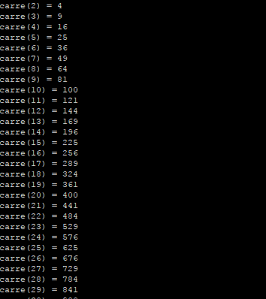 carre(2) = 4
carre(3) = 9
carre(4) = 16
carre(5) = 25
carre(6) = 36
carre(7) = 49
carre(8) = 64
carre(9) = 81
carre(10) = 100
carre(11) = 121
carre(12) = 144
carre(13) = 169
carre(14) = 196
carre(15) = 225
carre(16) = 256
carre(17) = 289
carre(18) = 324
carre(19) = 361
carre(20) = 400
carre(21) = 441
carre(22) = 484
carre(23) = 529
carre(24) = 576
carre(25) = 625
carre(26) = 676
carre(27) = 729
carre(28) = 784
carre(29) = 841